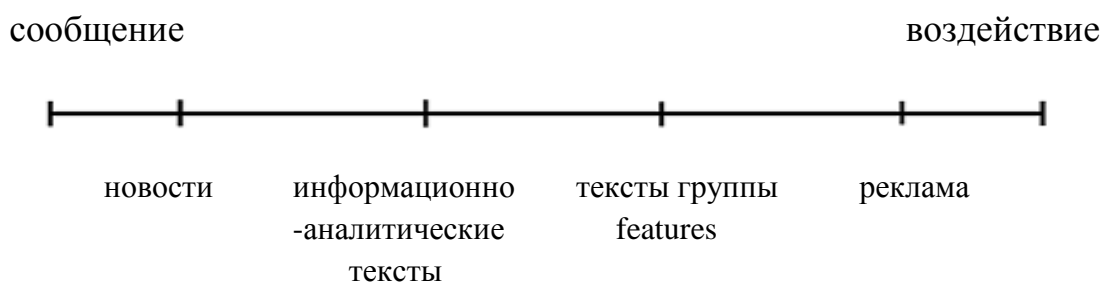 сообщение воздействие
новости информационно тексты группы реклама
-аналитические features
тексты